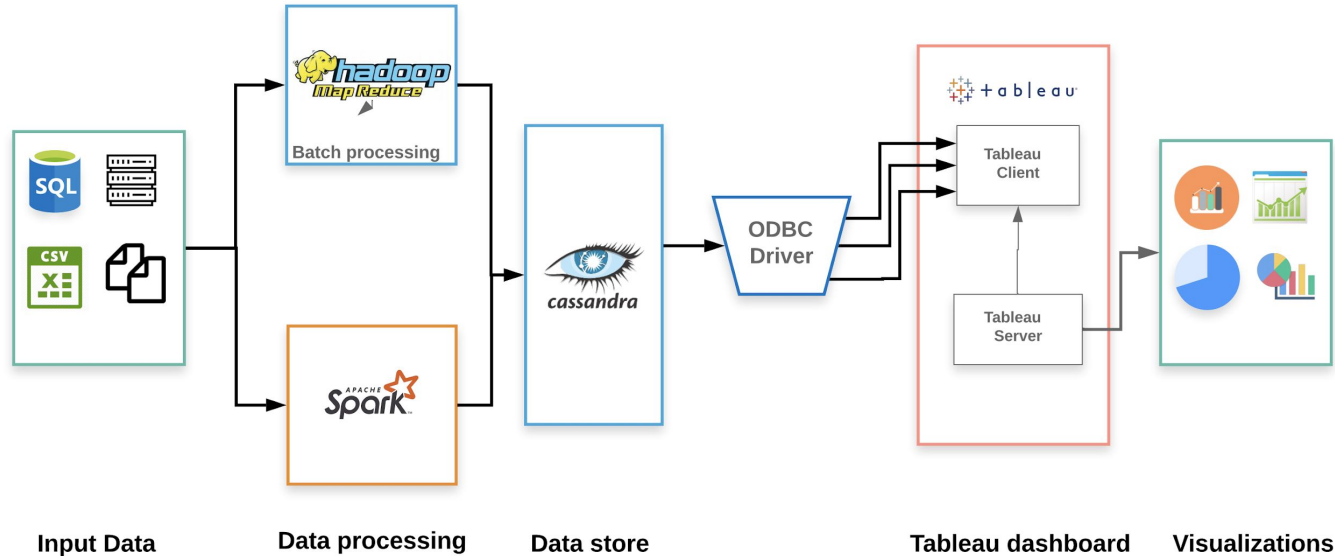 hadoop
Map Reduce
Batch processing
SQL
CSV
X
APACHE
Spark
cassandra
ODBC
Driver
+ableau
Tableau
Client
Tableau
Server
Input Data
Data processing
Data store
Tableau dashboard
Visualizations